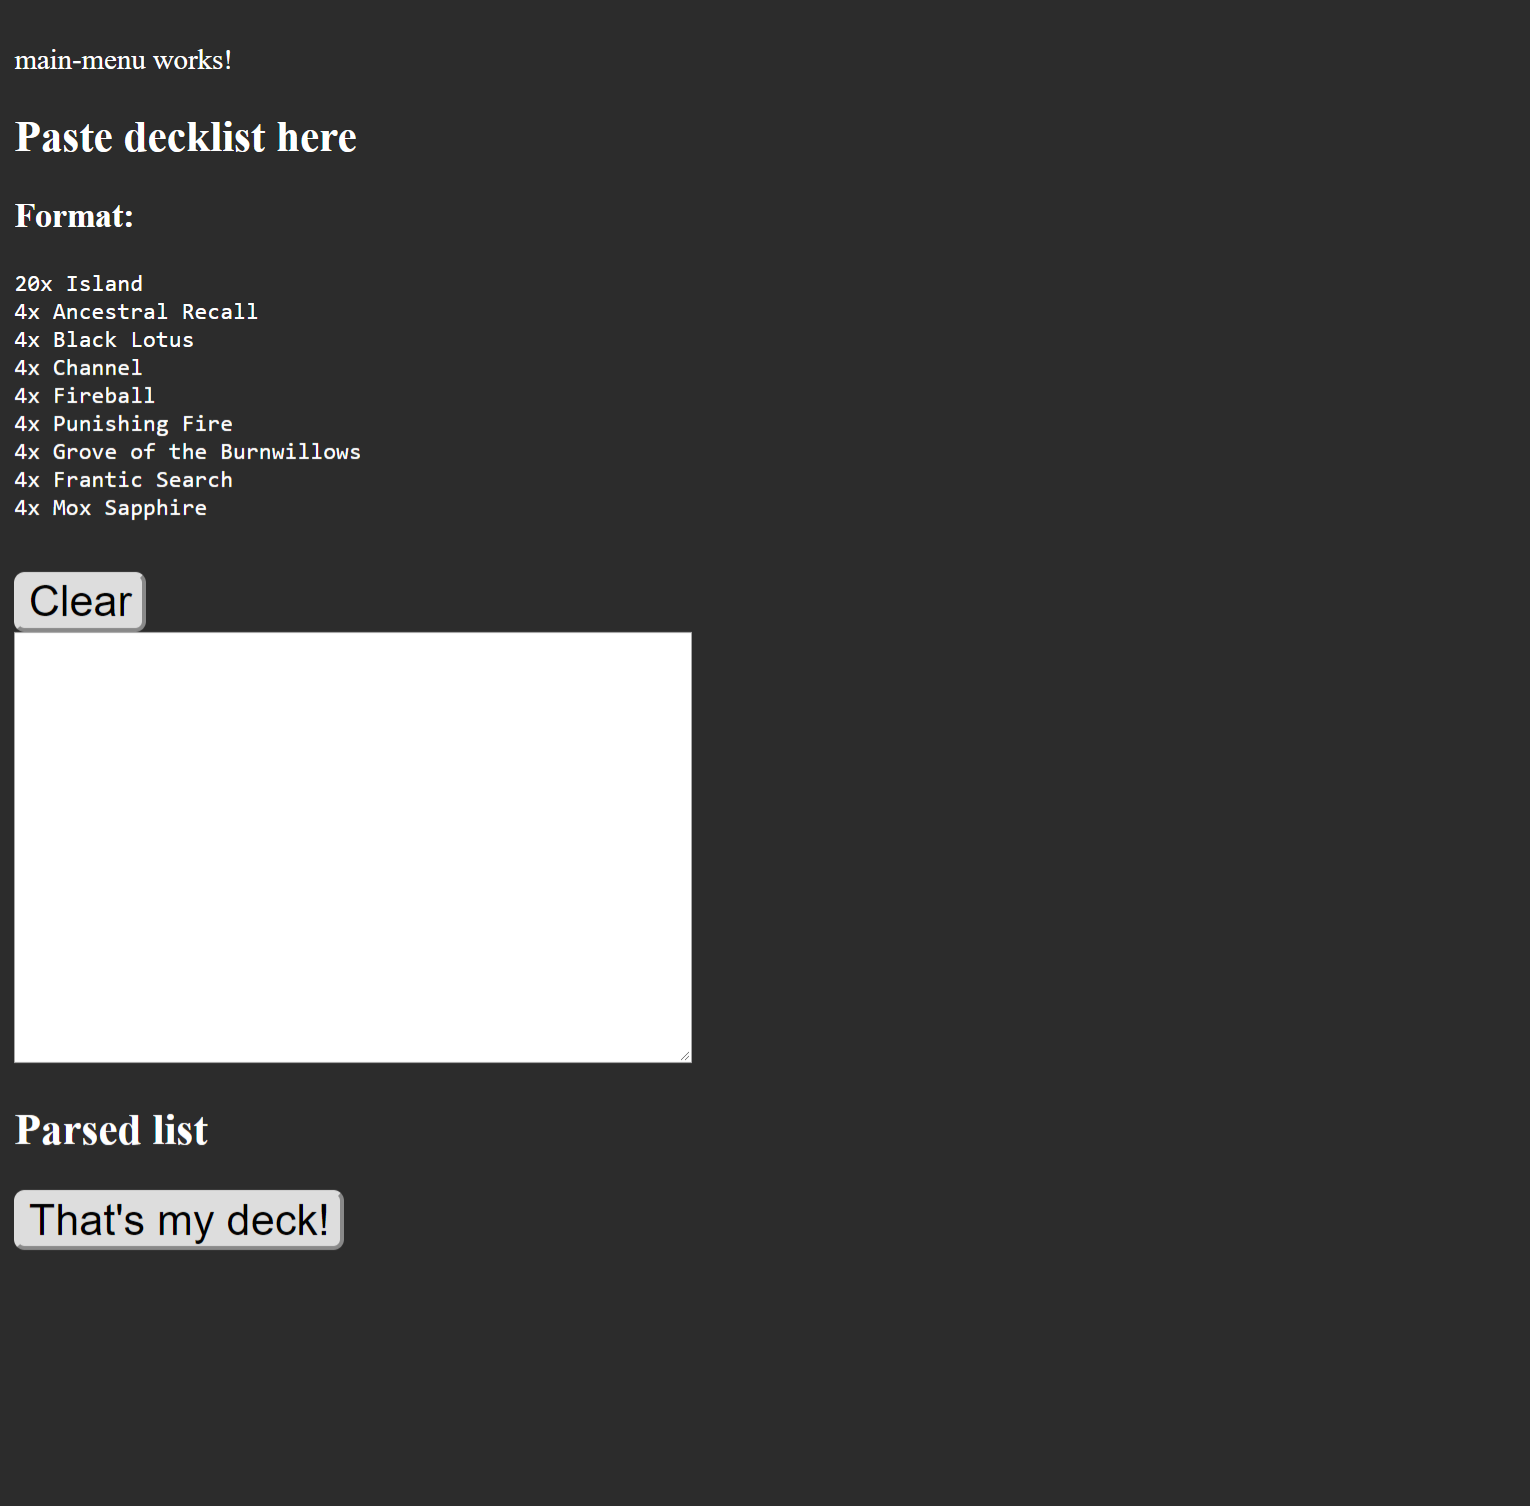 main-menu works!
Paste decklist here
Format:
20x Island
4x Ancestral Recall
4x Black Lotus
4x Channel
4x Fireball
4x Punishing Fire
4x Grove of the Burnwillows
4x Frantic Search
4x Mox Sapphire
Clear
Parsed list
That's my deck!